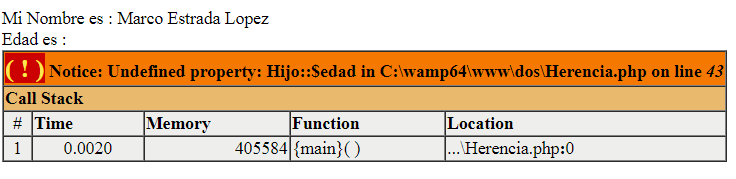 Mi Nombre es : Marco Estrada Lopez
Edad es :
( ! ) Notice: Undefined property: Hijo::$edad in C:\wamp64\www\dos\Herencia.php on line 43
Call Stack
# Time Memory Function Location
1 0.0020 405584 {main}( ) ...\Herencia.php:0